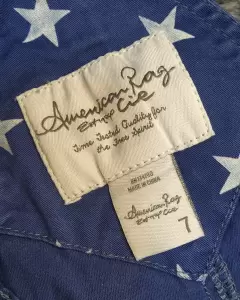 American Rag
Cie
Time Tested Quality for
the Free Spirit
MADE IN CHINA
American Rag
Cie
7